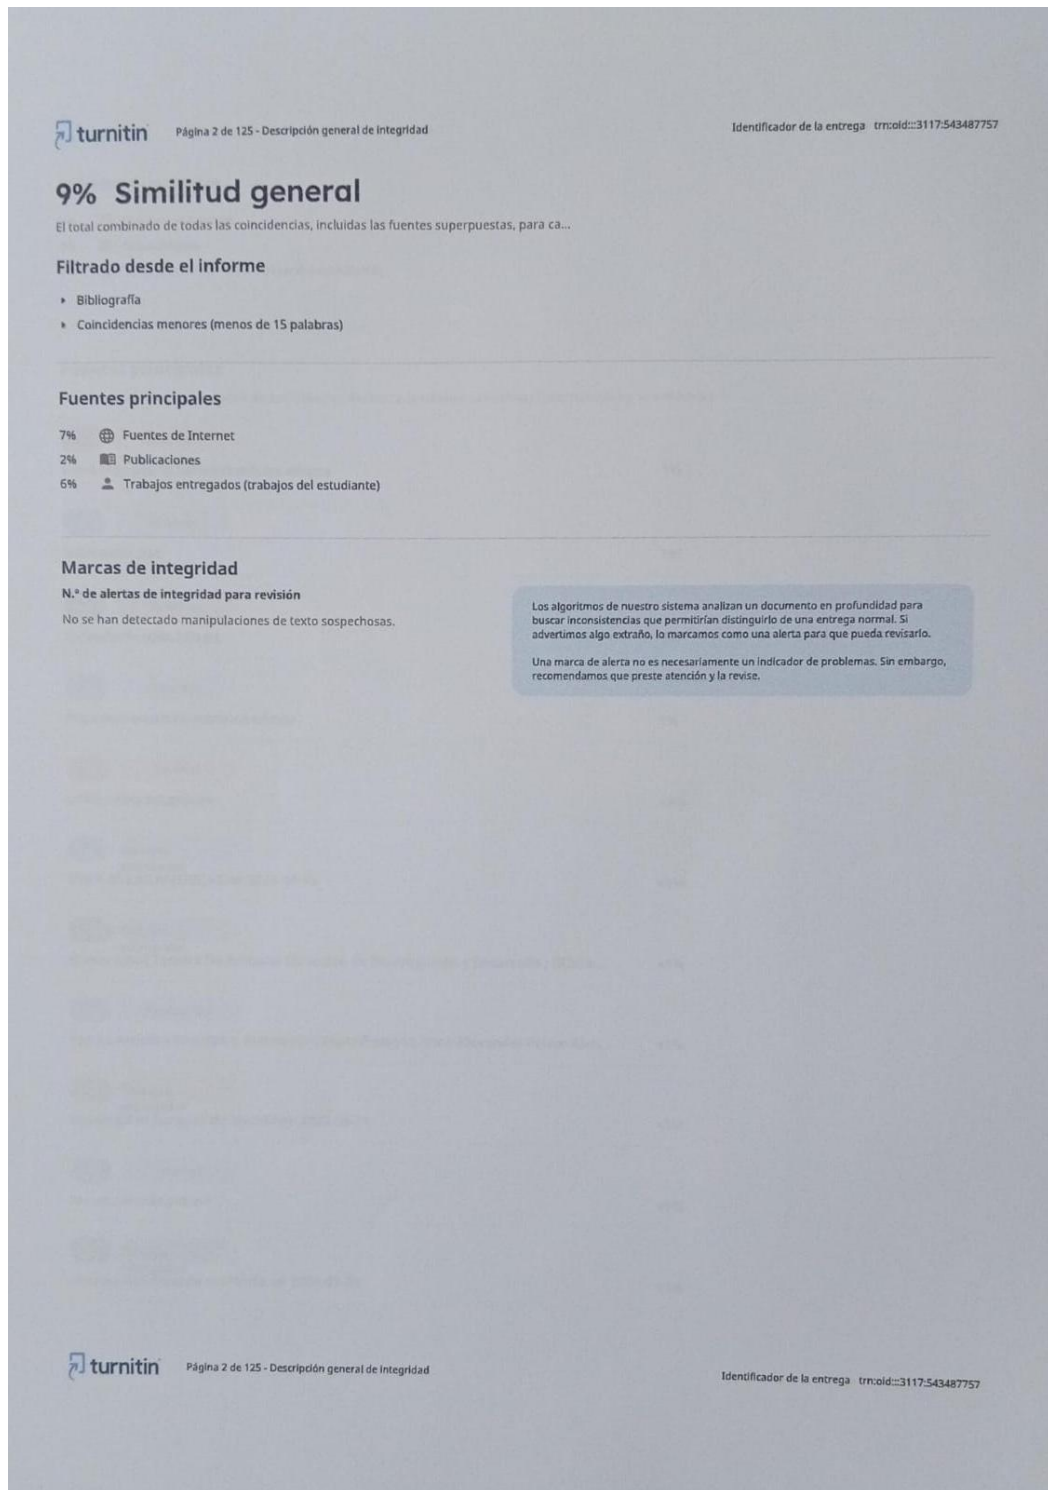 turnitin Página 2 de 125 - Descripción general de integridad Identificador de la entrega trn:oid:::3117:543487757
9% Similitud general
El total combinado de todas las coincidencias, incluidas las fuentes superpuestas, para ca...
Filtrado desde el informe
Bibliografía
Coincidencias menores (menos de 15 palabras)
Fuentes principales
7% Fuentes de Internet
2% Publicaciones
6% Trabajos entregados (trabajos del estudiante)
Marcas de integridad
N.º de alertas de integridad para revisión
No se han detectado manipulaciones de texto sospechosas.
Los algoritmos de nuestro sistema analizan un documento en profundidad para
buscar inconsistencias que permitirían distinguirlo de una entrega normal. Si
advertimos algo extraño, lo marcamos como una alerta para que pueda revisarlo.
Una marca de alerta no es necesariamente un indicador de problemas. Sin embargo,
recomendamos que preste atención y la revise.
turnitin Página 2 de 125 - Descripción general de integridad Identificador de la entrega trn:oid:::3117:543487757